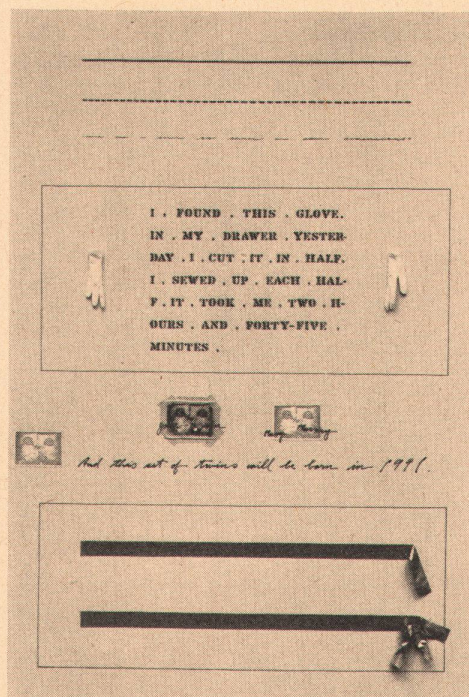 I . FOUND . THIS . GLOVE.
IN . MY . DRAWER . YESTER-
DAY . I . CUT . IT . IN . HALF.
I . SEWED . UP . EACH . HAL-
F . IT . TOOK . ME . TWO . H-
OURS . AND . FORTY-FIVE .
MINUTES .
And this set of twins will be born in 1991.